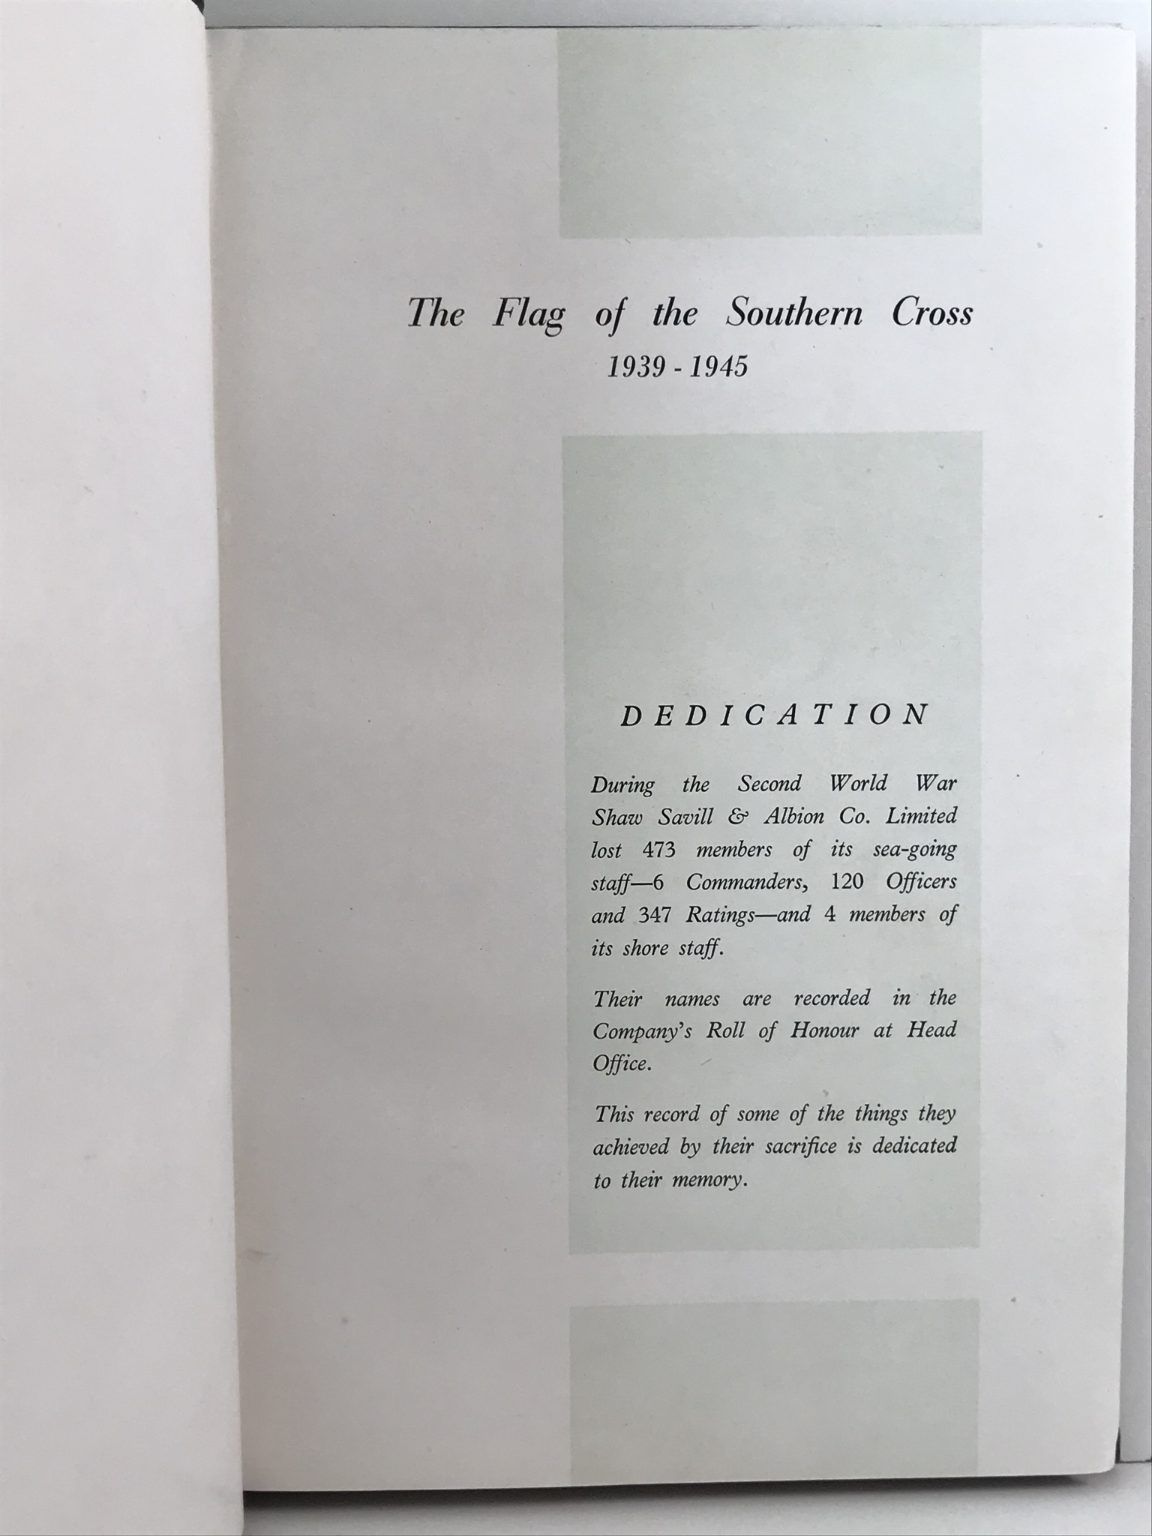 The Flag of the Southern Cross
1939 - 1945
DEDICATION
During the Second World War
Shaw Savill & Albion Co. Limited
lost 473 members of its sea-going
staff—6 Commanders, 120 Officers
and 347 Ratings—and 4 members of
its shore staff.
Their names are recorded in the
Company's Roll of Honour at Head
Office.
This record of some of the things they
achieved by their sacrifice is dedicated
to their memory.